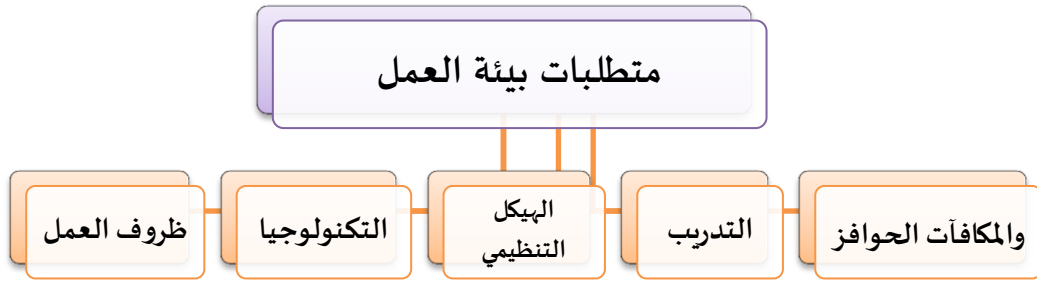 متطلبات بيئة العمل
والمكافآت الحوافز
التدريب
الهيكل
التنظيمي
التكنولوجيا
ظروف العمل